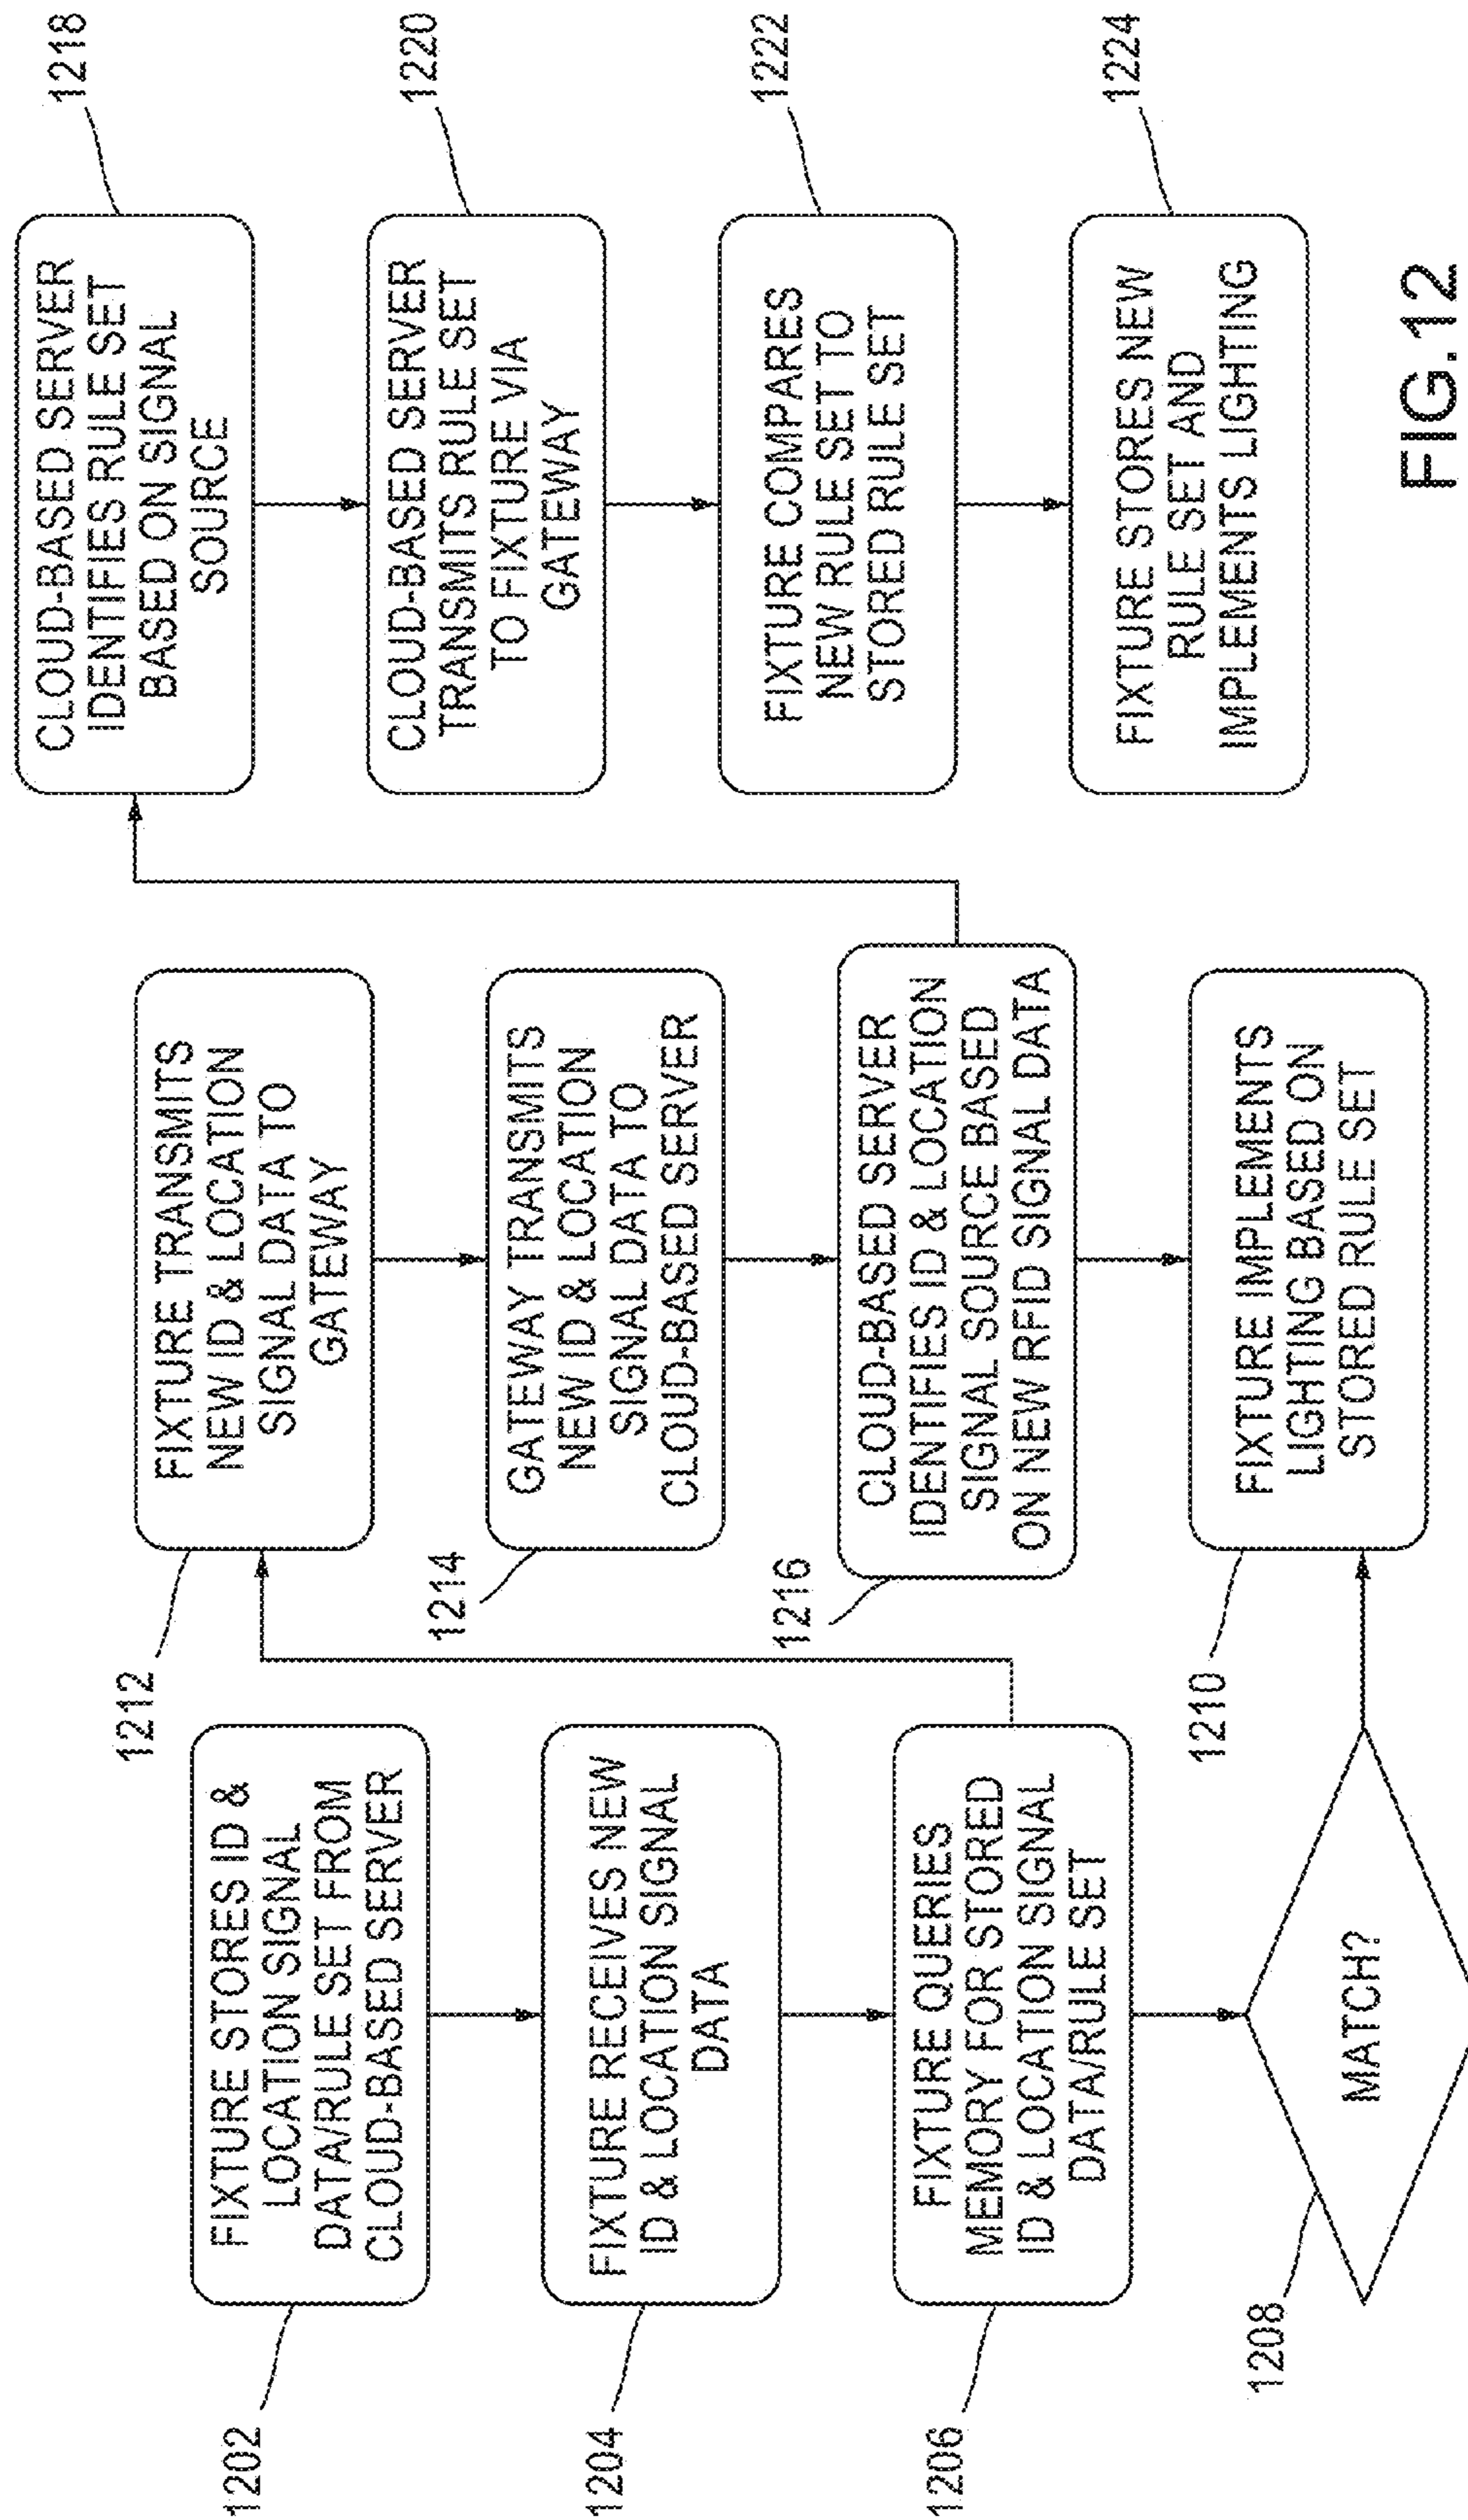 1202
FIXTURE STORES ID &
LOCATION SIGNAL
DATA/RULE SET FROM
CLOUD-BASED SERVER
1204
FIXTURE RECEIVES NEW
ID & LOCATION SIGNAL
DATA
1206
FIXTURE QUERIES
MEMORY FOR STORED
ID & LOCATION SIGNAL
DATA/RULE SET
1208
MATCH?
1212
FIXTURE TRANSMITS
NEW ID & LOCATION
SIGNAL DATA TO
GATEWAY
1214
GATEWAY TRANSMITS
NEW ID & LOCATION
SIGNAL DATA TO
CLOUD-BASED SERVER
1216
CLOUD-BASED SERVER
IDENTIFIES ID & LOCATION
SIGNAL SOURCE BASED
ON NEW RFID SIGNAL DATA
1210
FIXTURE IMPLEMENTS
LIGHTING BASED ON
STORED RULE SET
1218
CLOUD-BASED SERVER
IDENTIFIES RULE SET
BASED ON SIGNAL
SOURCE
1220
CLOUD-BASED SERVER
TRANSMITS RULE SET
TO FIXTURE VIA
GATEWAY
1222
FIXTURE COMPARES
NEW RULE SET TO
STORED RULE SET
1224
FIXTURE STORES NEW
RULE SET AND
IMPLEMENTS LIGHTING
FIG.12